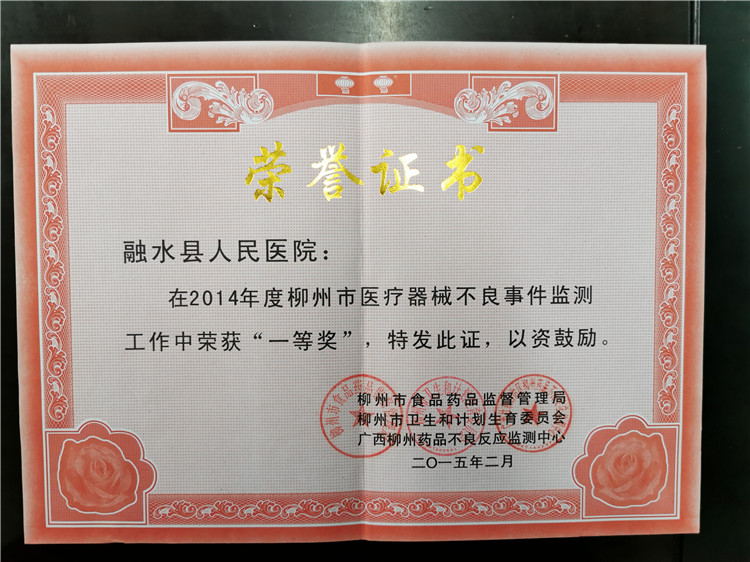 荣誉证书
融水县人民医院：
在2014年度柳州市医疗器械不良事件监测
工作中荣获“一等奖”，特发此证，以资鼓励。
柳州市食品药品监督管理局
柳州市卫生和计划生育委员会
广西柳州药品不良反应监测中心
二〇一五年二月